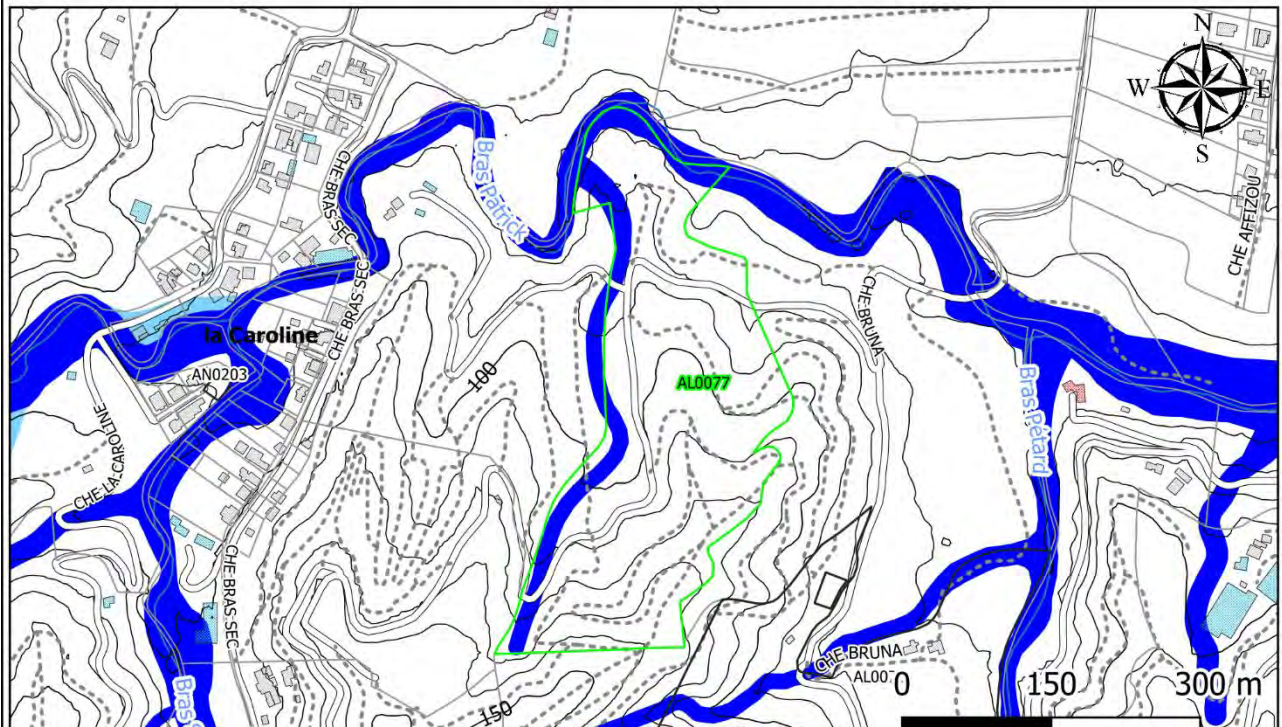 N
W
E
S
CHE BRAS SEC
Bras Patrick
CHE AFFIZOU
CHE BRAS SEC
la Caroline
CHE BRUNA
AN0203
100
AL0077
CHE LA CAROLINE
Bras Pétard
CHE BRAS SEC
CHE BRUNA
AL00
0
150
300 m
150
Bras